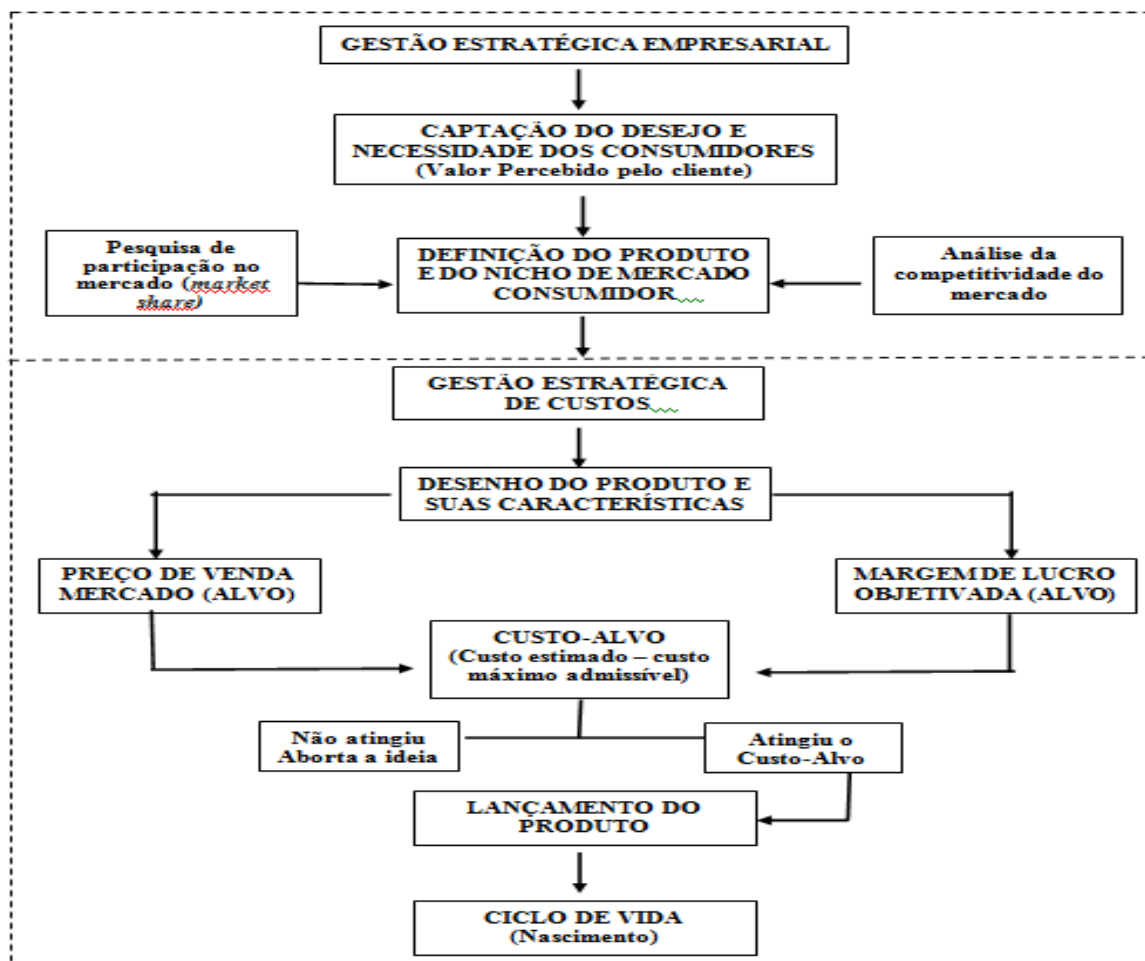 GESTÃO ESTRATÉGICA EMPRESARIAL
CAPTAÇÃO DO DESEJO E
NECESSIDADE DOS CONSUMIDORES
(Valor Percebido pelo cliente)
Pesquisa de
participação no
mercado (market
share)
DEFINIÇÃO DO PRODUTO
E DO NICHO DE MERCADO
CONSUMIDOR
Análise da
competitividade do
mercado
GESTÃO ESTRATÉGICA
DE CUSTOS
DESENHO DO PRODUTO E
SUAS CARACTERÍSTICAS
PREÇO DE VENDA
MERCADO (ALVO)
MARGEM DE LUCRO
OBJETIVADA (ALVO)
CUSTO-ALVO
(Custo estimado – custo
máximo admissível)
Não atingiu
Aborta a ideia
Atingiu o
Custo-Alvo
LANÇAMENTO DO
PRODUTO
CICLO DE VIDA
(Nascimento)